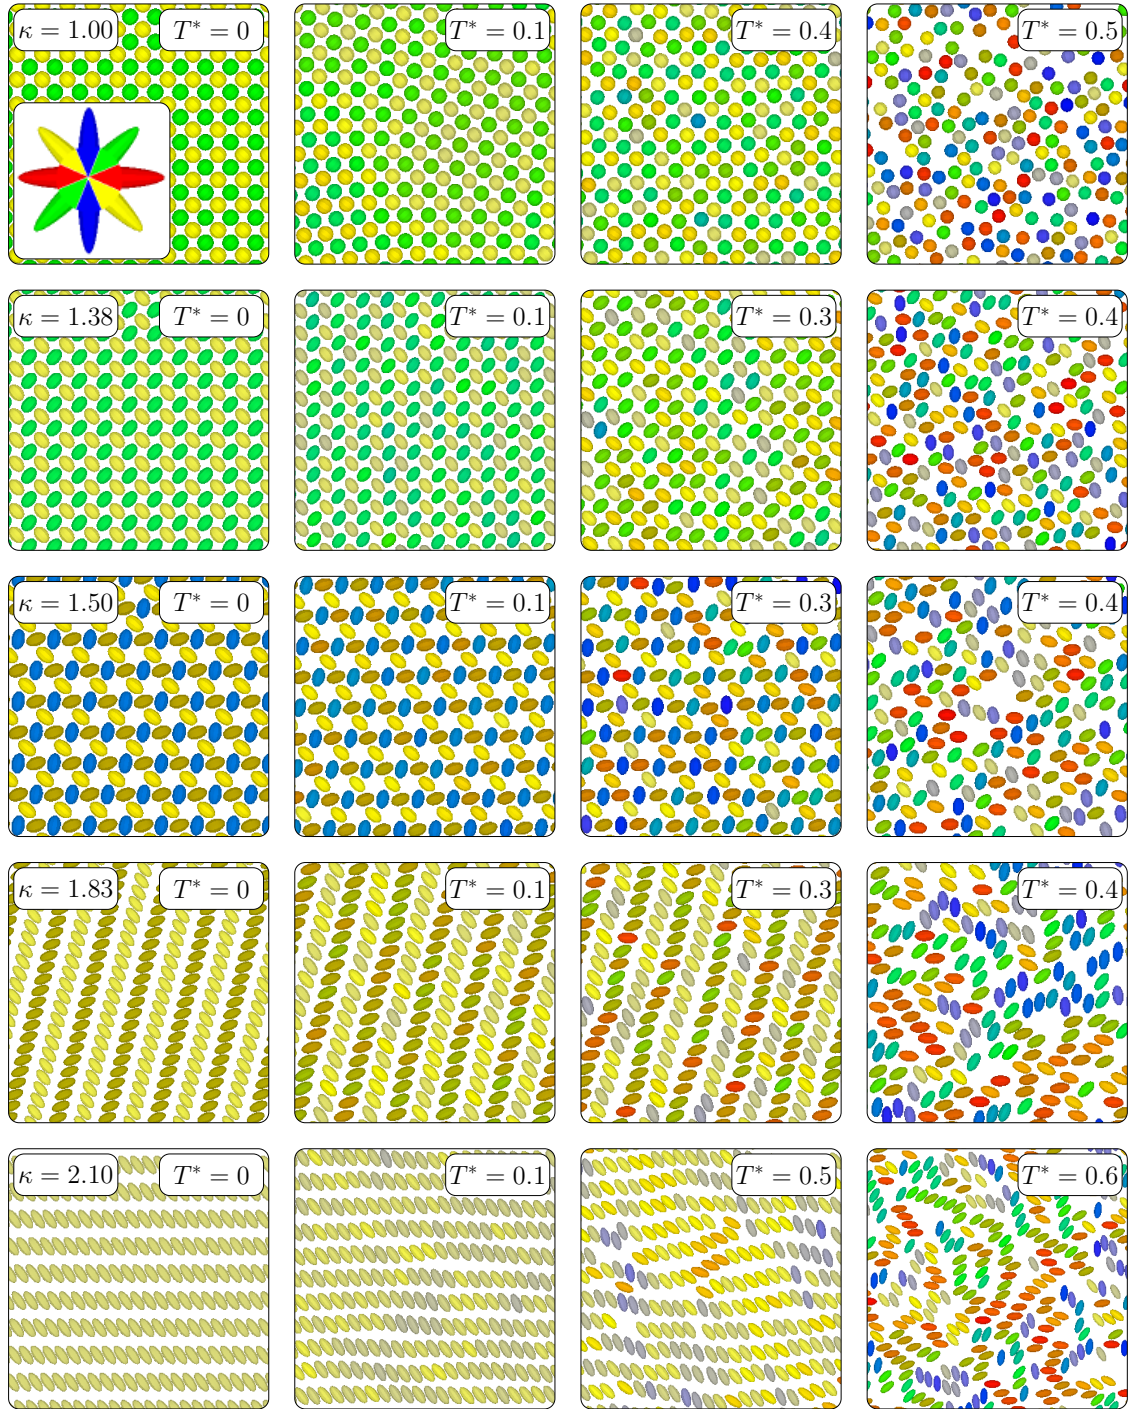 κ = 1.00 T* = 0 T* = 0.1 T* = 0.4 T* = 0.5
κ = 1.38 T* = 0 T* = 0.1 T* = 0.3 T* = 0.4
κ = 1.50 T* = 0 T* = 0.1 T* = 0.3 T* = 0.4
κ = 1.83 T* = 0 T* = 0.1 T* = 0.3 T* = 0.4
κ = 2.10 T* = 0 T* = 0.1 T* = 0.5 T* = 0.6